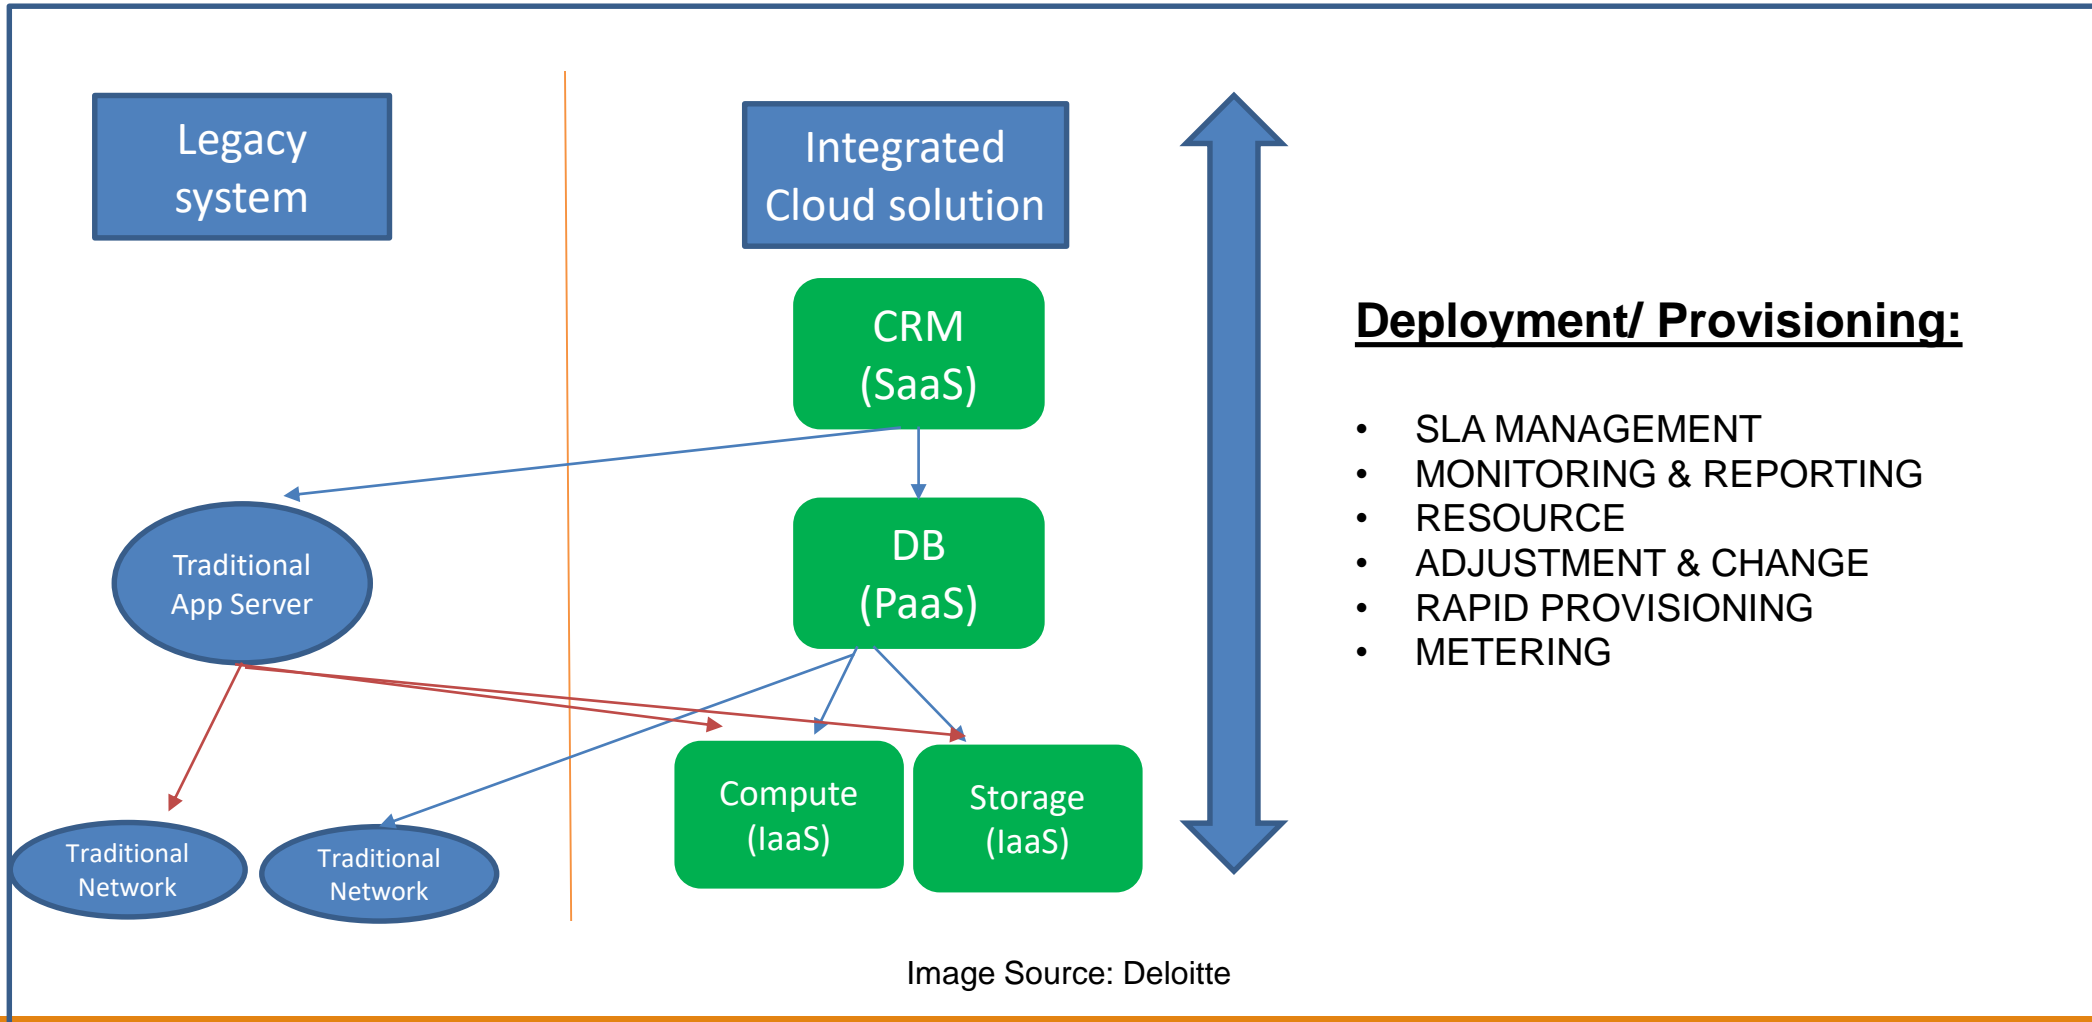 Legacy
system
Integrated
Cloud solution
CRM
(SaaS)
Traditional
App Server
DB
(PaaS)
Traditional
Network
Traditional
Network
Compute
(IaaS)
Storage
(IaaS)
Deployment/ Provisioning:
• SLA MANAGEMENT
• MONITORING & REPORTING
• RESOURCE
• ADJUSTMENT & CHANGE
• RAPID PROVISIONING
• METERING
Image Source: Deloitte